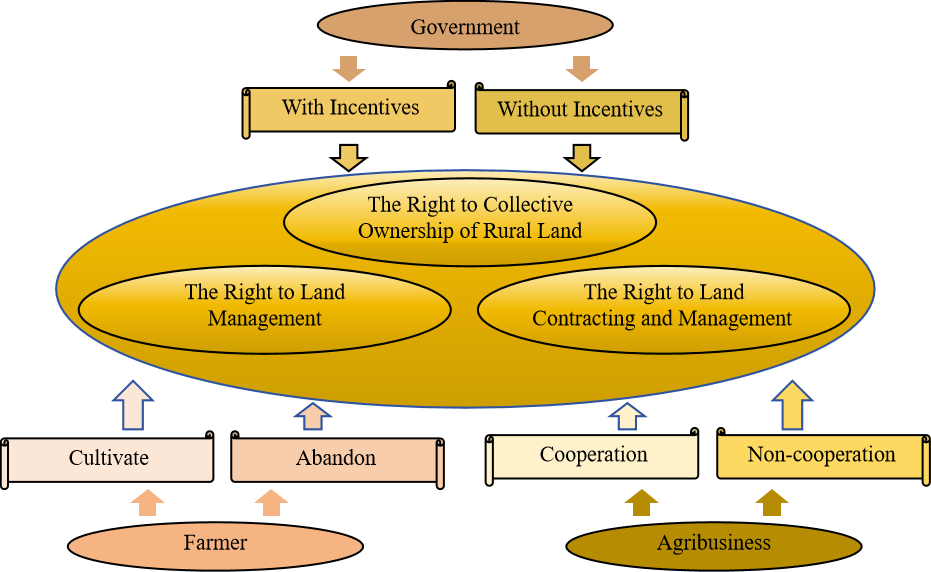 Government
With Incentives
Without Incentives
The Right to Collective
Ownership of Rural Land
The Right to Land
Management
The Right to Land
Contracting and Management
Cultivate
Abandon
Cooperation
Non-cooperation
Farmer
Agribusiness